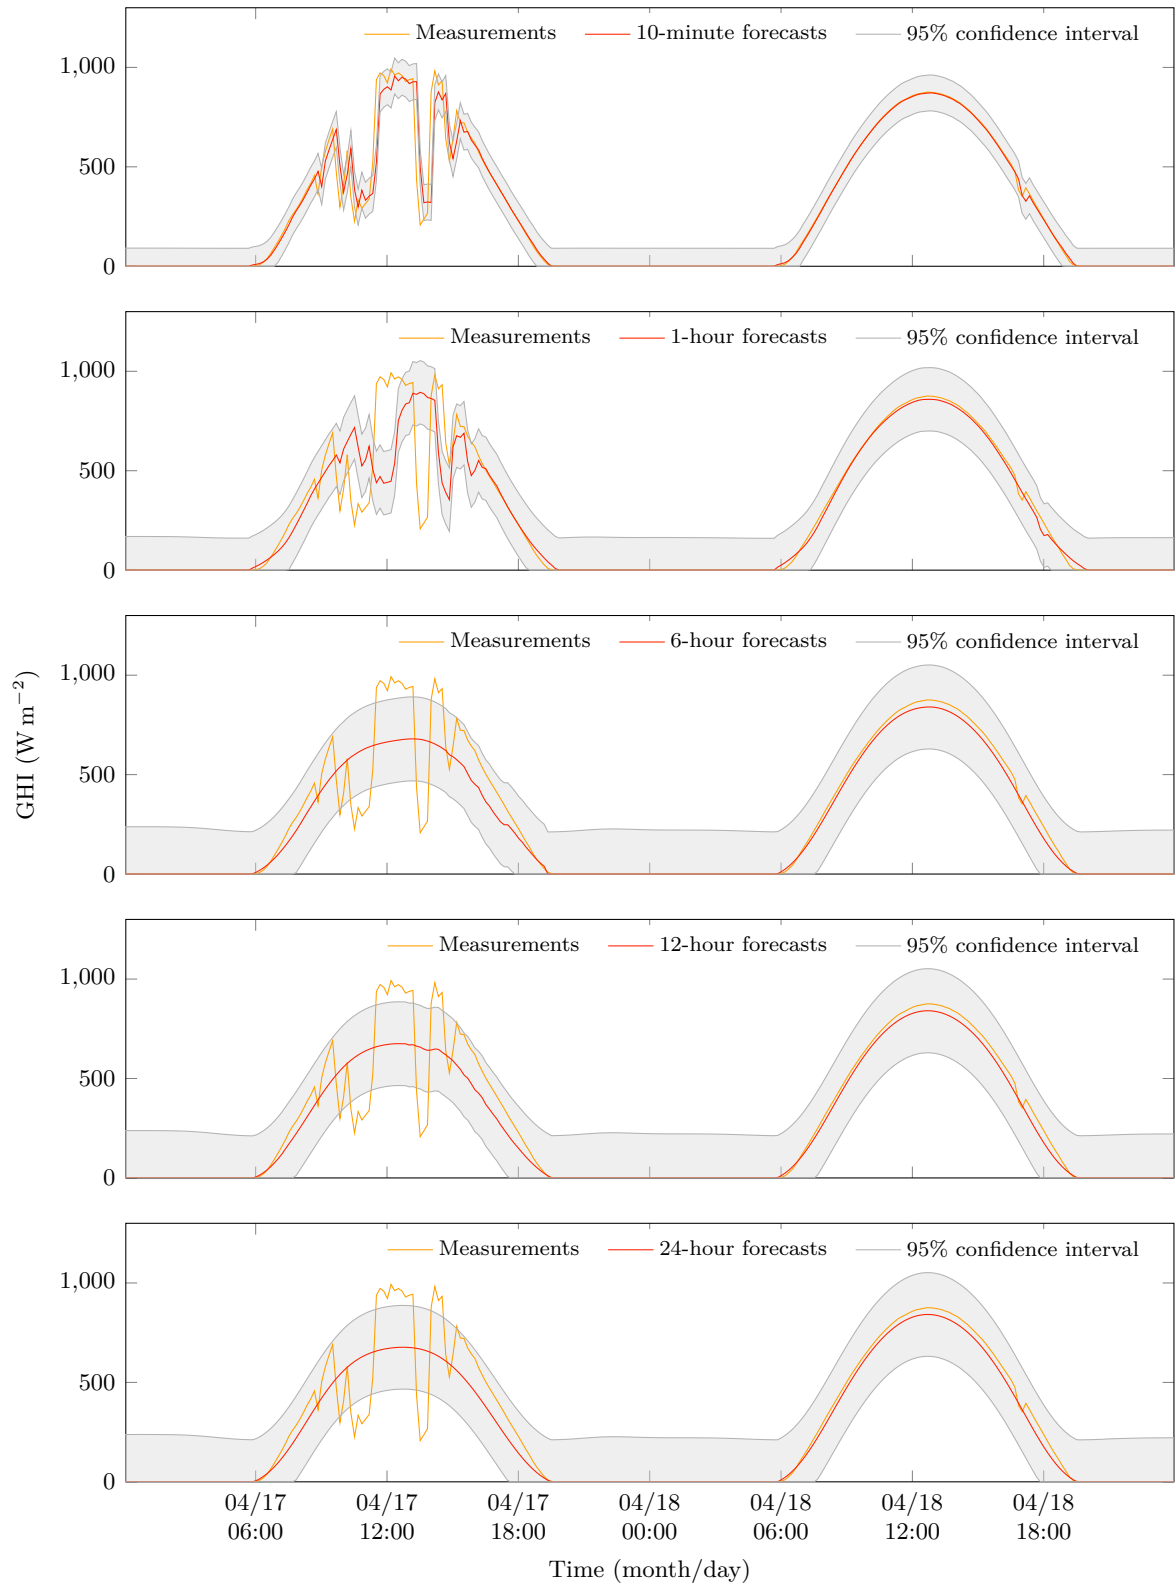 Measurements 10-minute forecasts 95% confidence interval
1,000
500
0
Measurements 1-hour forecasts 95% confidence interval
1,000
500
0
Measurements 6-hour forecasts 95% confidence interval
1,000
500
0
GHI (W m⁻²)
Measurements 12-hour forecasts 95% confidence interval
1,000
500
0
Measurements 24-hour forecasts 95% confidence interval
1,000
500
0
04/17 04/17 04/17 04/18 04/18 04/18 04/18
06:00 12:00 18:00 00:00 06:00 12:00 18:00
Time (month/day)